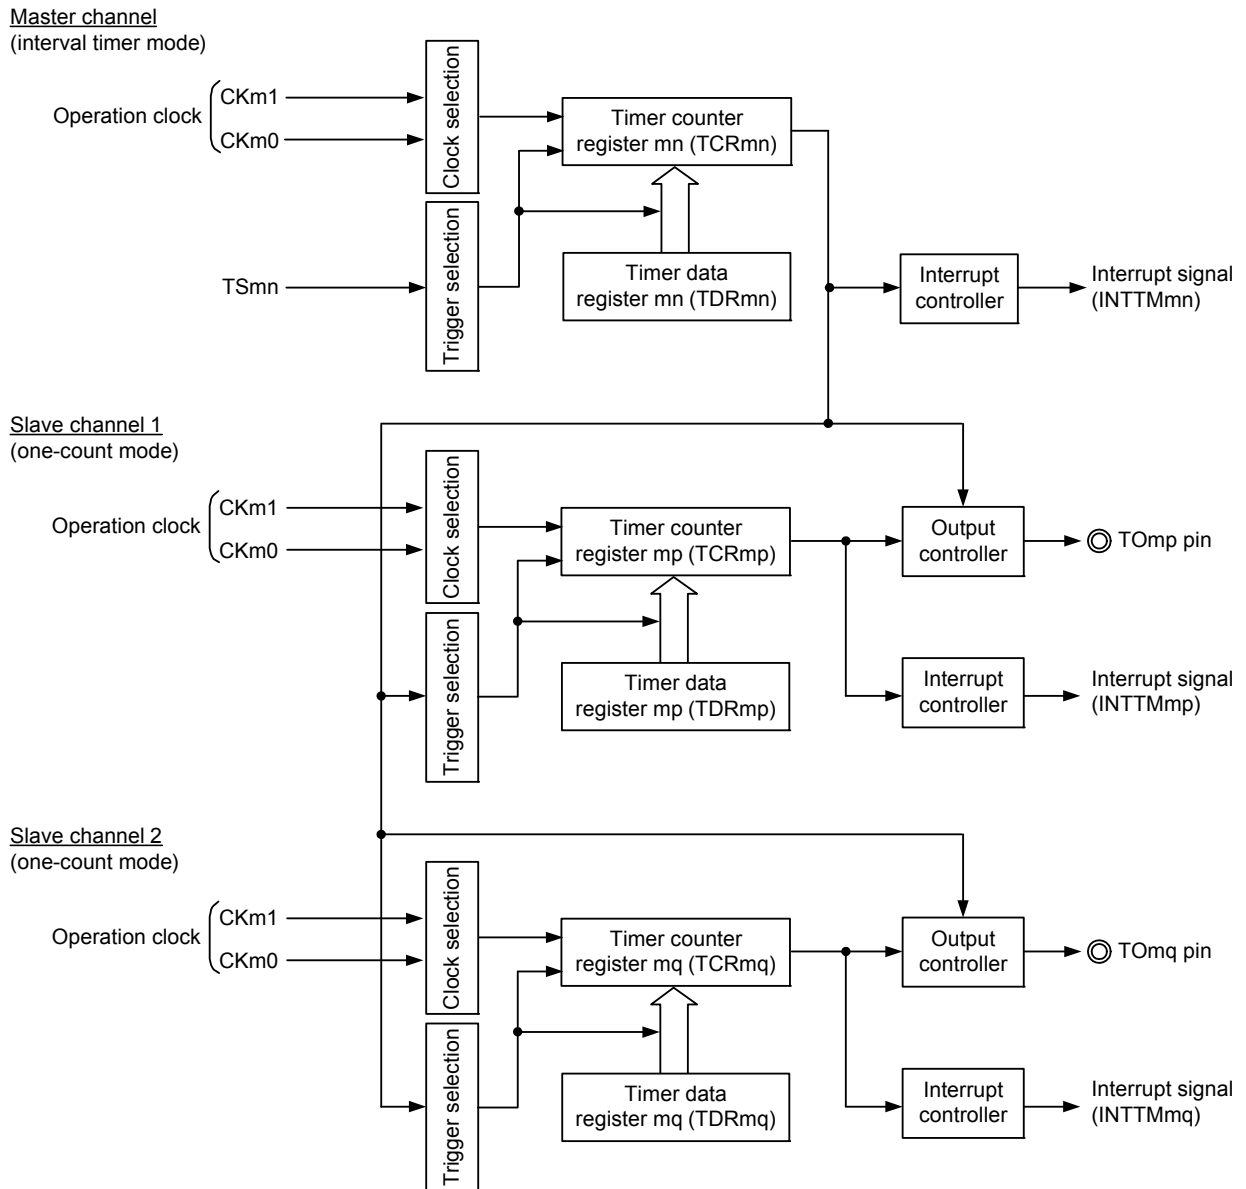 Master channel
(interval timer mode)
Operation clock
CKm1
CKm0
Clock selection
Timer counter
register mn (TCRmn)
TSmn
Trigger selection
Timer data
register mn (TDRmn)
Interrupt
controller
Interrupt signal
(INTTMmn)
Slave channel 1
(one-count mode)
Operation clock
CKm1
CKm0
Clock selection
Timer counter
register mp (TCRmp)
Output
controller
TOmp pin
Trigger selection
Timer data
register mp (TDRmp)
Interrupt
controller
Interrupt signal
(INTTMmp)
Slave channel 2
(one-count mode)
Operation clock
CKm1
CKm0
Clock selection
Timer counter
register mq (TCRmq)
Output
controller
TOmq pin
Trigger selection
Timer data
register mq (TDRmq)
Interrupt
controller
Interrupt signal
(INTTMmq)